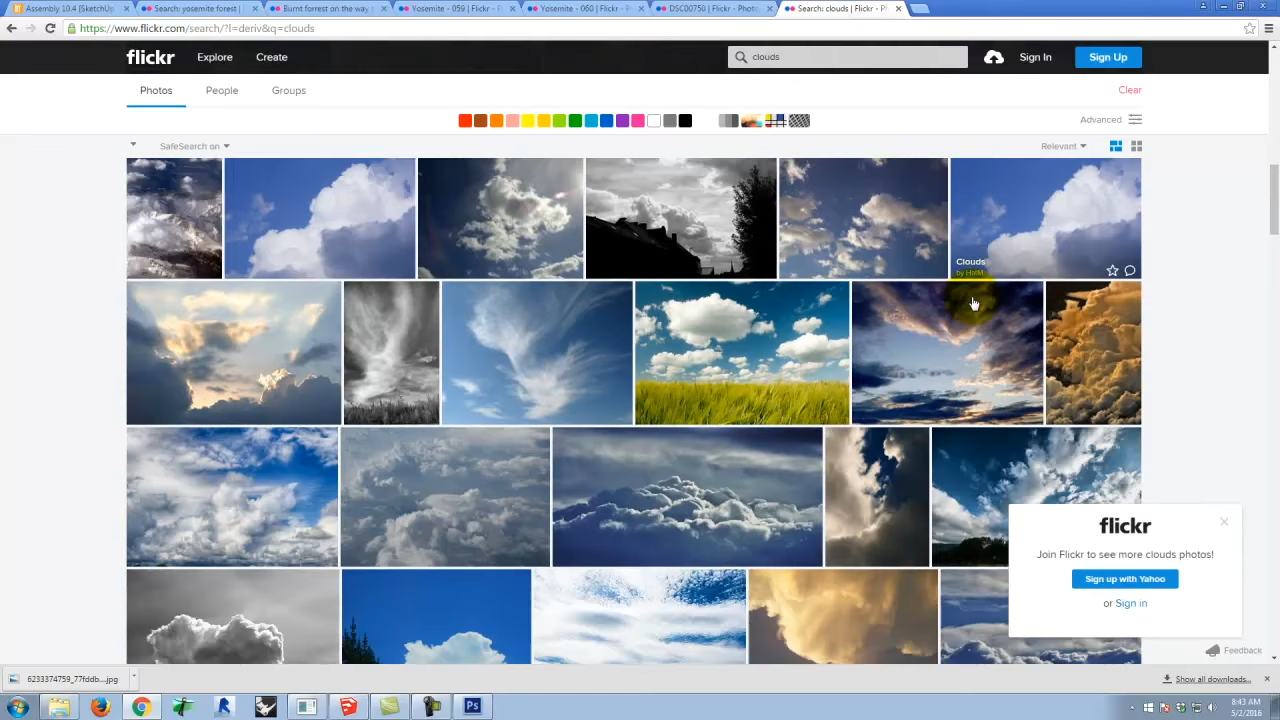 Assembly 10.4 [SketchUp
Search: yosemite forest |
Burnt forrest on the way t
Yosemite - 059 | Flickr - P
Yosemite - 060 | Flickr - P
DSC00750 | Flickr - Photo
Search: clouds | Flickr - P
https://www.flickr.com/search/?l=deriv&q=clouds
flickr
Explore
Create
clouds
Sign In
Sign Up
Photos
People
Groups
Clear
Advanced
SafeSearch on
Relevant
Clouds
by HalM
flickr
Join Flickr to see more clouds photos!
Sign up with Yahoo
or Sign in
Feedback
6233374759_77fddb....jpg
Show all downloads...
Ps
8:43 AM
5/2/2016